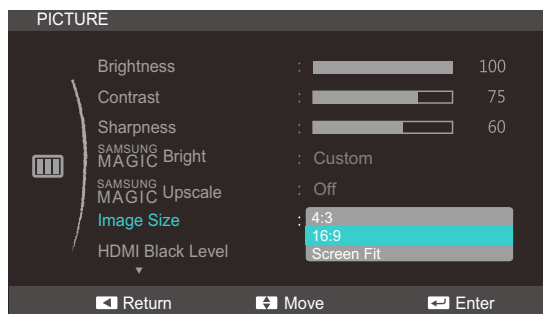 PICTURE
Brightness : 100
Contrast : 75
Sharpness : 60
SAMSUNG MAGIC Bright : Custom
SAMSUNG MAGIC Upscale : Off
Image Size : 4:3
16:9
Screen Fit
HDMI Black Level
Return Move Enter